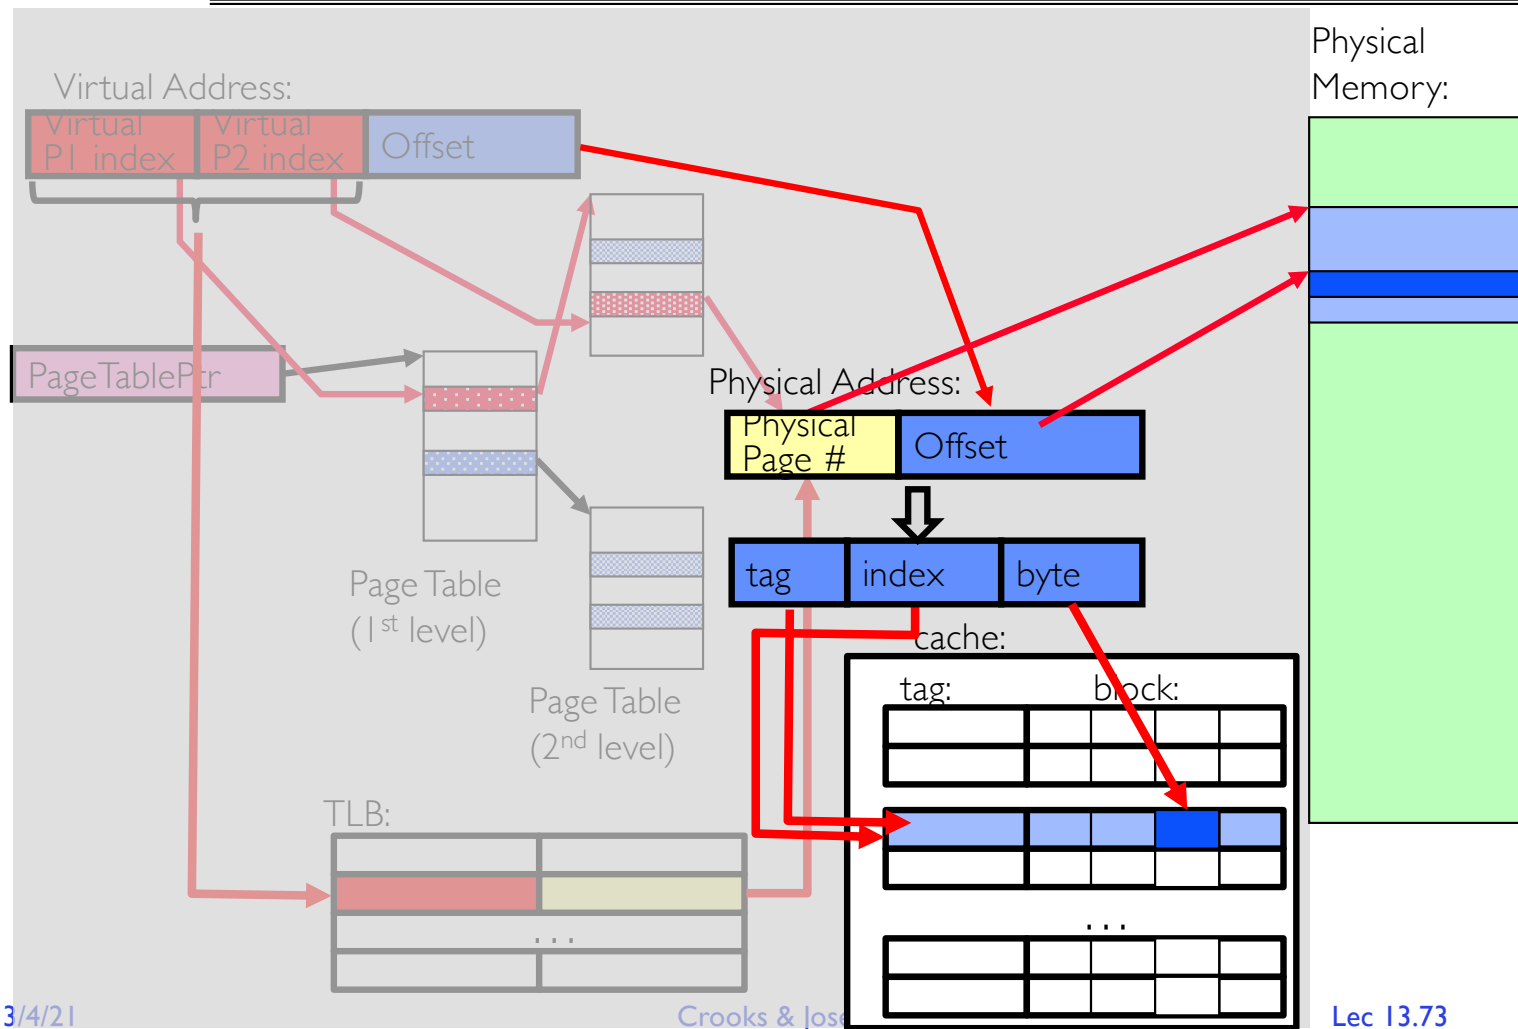 Physical
Memory:
Virtual Address:
Virtual
P1 index
Virtual
P2 index
Offset
PageTablePtr
Physical Address:
Physical
Page #
Offset
tag
index
byte
Page Table
(1st level)
cache:
tag:
block:
Page Table
(2nd level)
TLB:
...
...
3/4/21
Crooks &
Lec 13.73